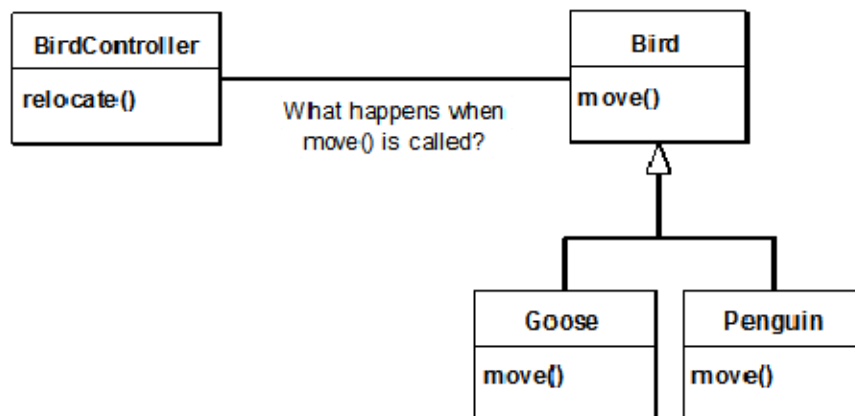 BirdController
relocate()
What happens when
move() is called?
Bird
move()
Goose
move()
Penguin
move()